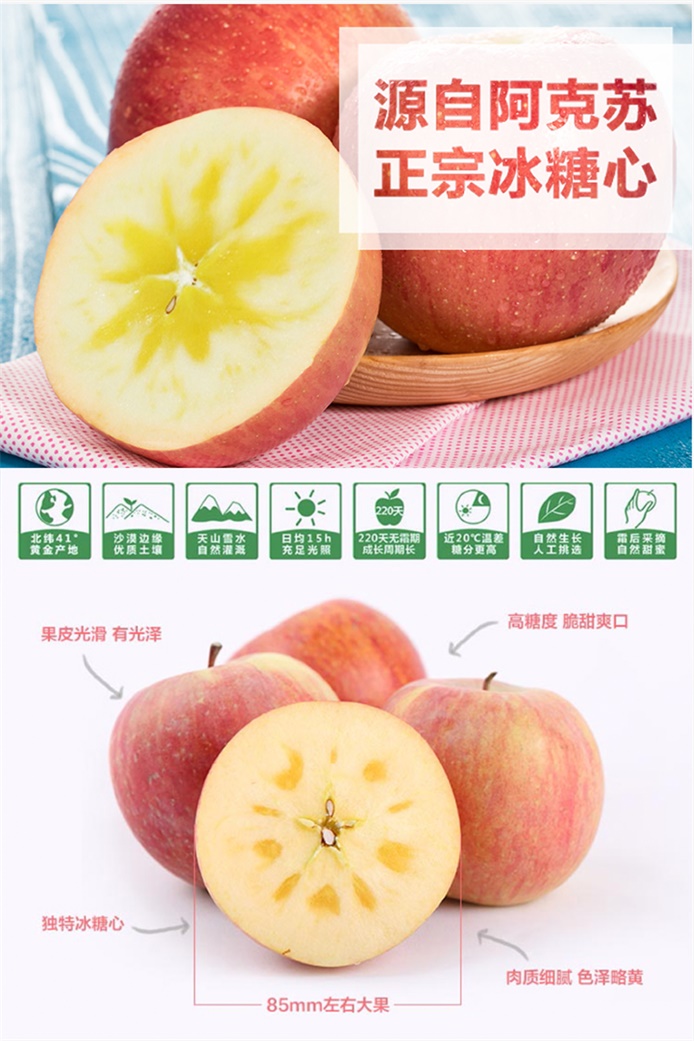 源自阿克苏
正宗冰糖心
北纬41°
黄金产地
沙漠边缘
优质土壤
天山雪水
自然灌溉
日均15h
充足光照
220天
220天无霜期
成长周期长
近20℃温差
糖分更高
自然生长
人工挑选
霜后采摘
自然甜蜜
果皮光滑 有光泽
高糖度 脆甜爽口
独特冰糖心
肉质细腻 色泽略黄
85mm左右大果